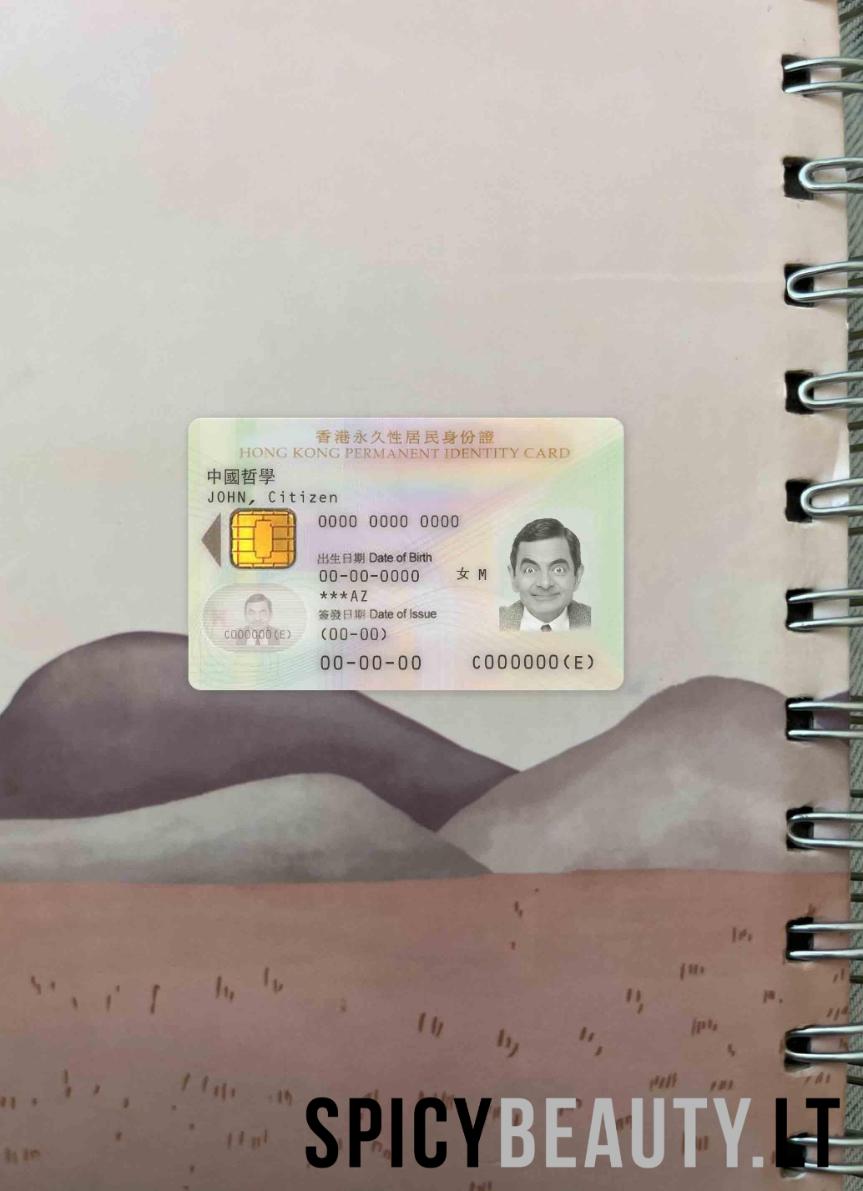 香港永久性居民身份證
HONG KONG PERMANENT IDENTITY CARD
中國哲學
JOHN, Citizen
0000 0000 0000
出生日期 Date of Birth
00-00-0000 女 M
***AZ
簽發日期 Date of Issue
(00-00)
C000000(E)
00-00-00 C000000(E)
SPICYBEAUTY.LT